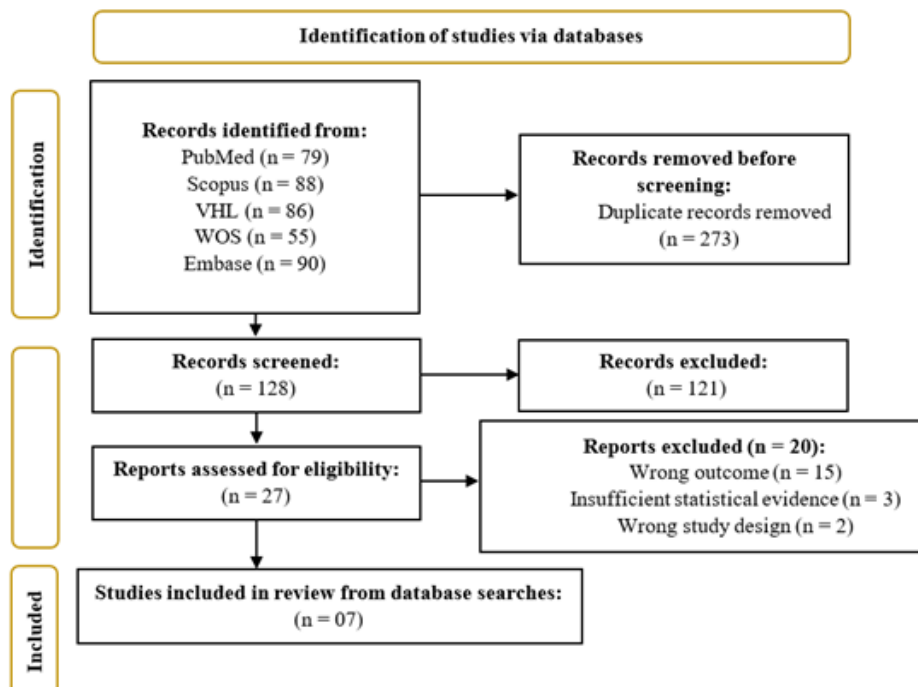 Identification of studies via databases
Identification
Records identified from:
PubMed (n = 79)
Scopus (n = 88)
VHL (n = 86)
WOS (n = 55)
Embase (n = 90)
Records removed before
screening:
Duplicate records removed
(n = 273)
Records screened:
(n = 128)
Records excluded:
(n = 121)
Reports assessed for eligibility:
(n = 27)
Reports excluded (n = 20):
Wrong outcome (n = 15)
Insufficient statistical evidence (n = 3)
Wrong study design (n = 2)
Included
Studies included in review from database searches:
(n = 07)